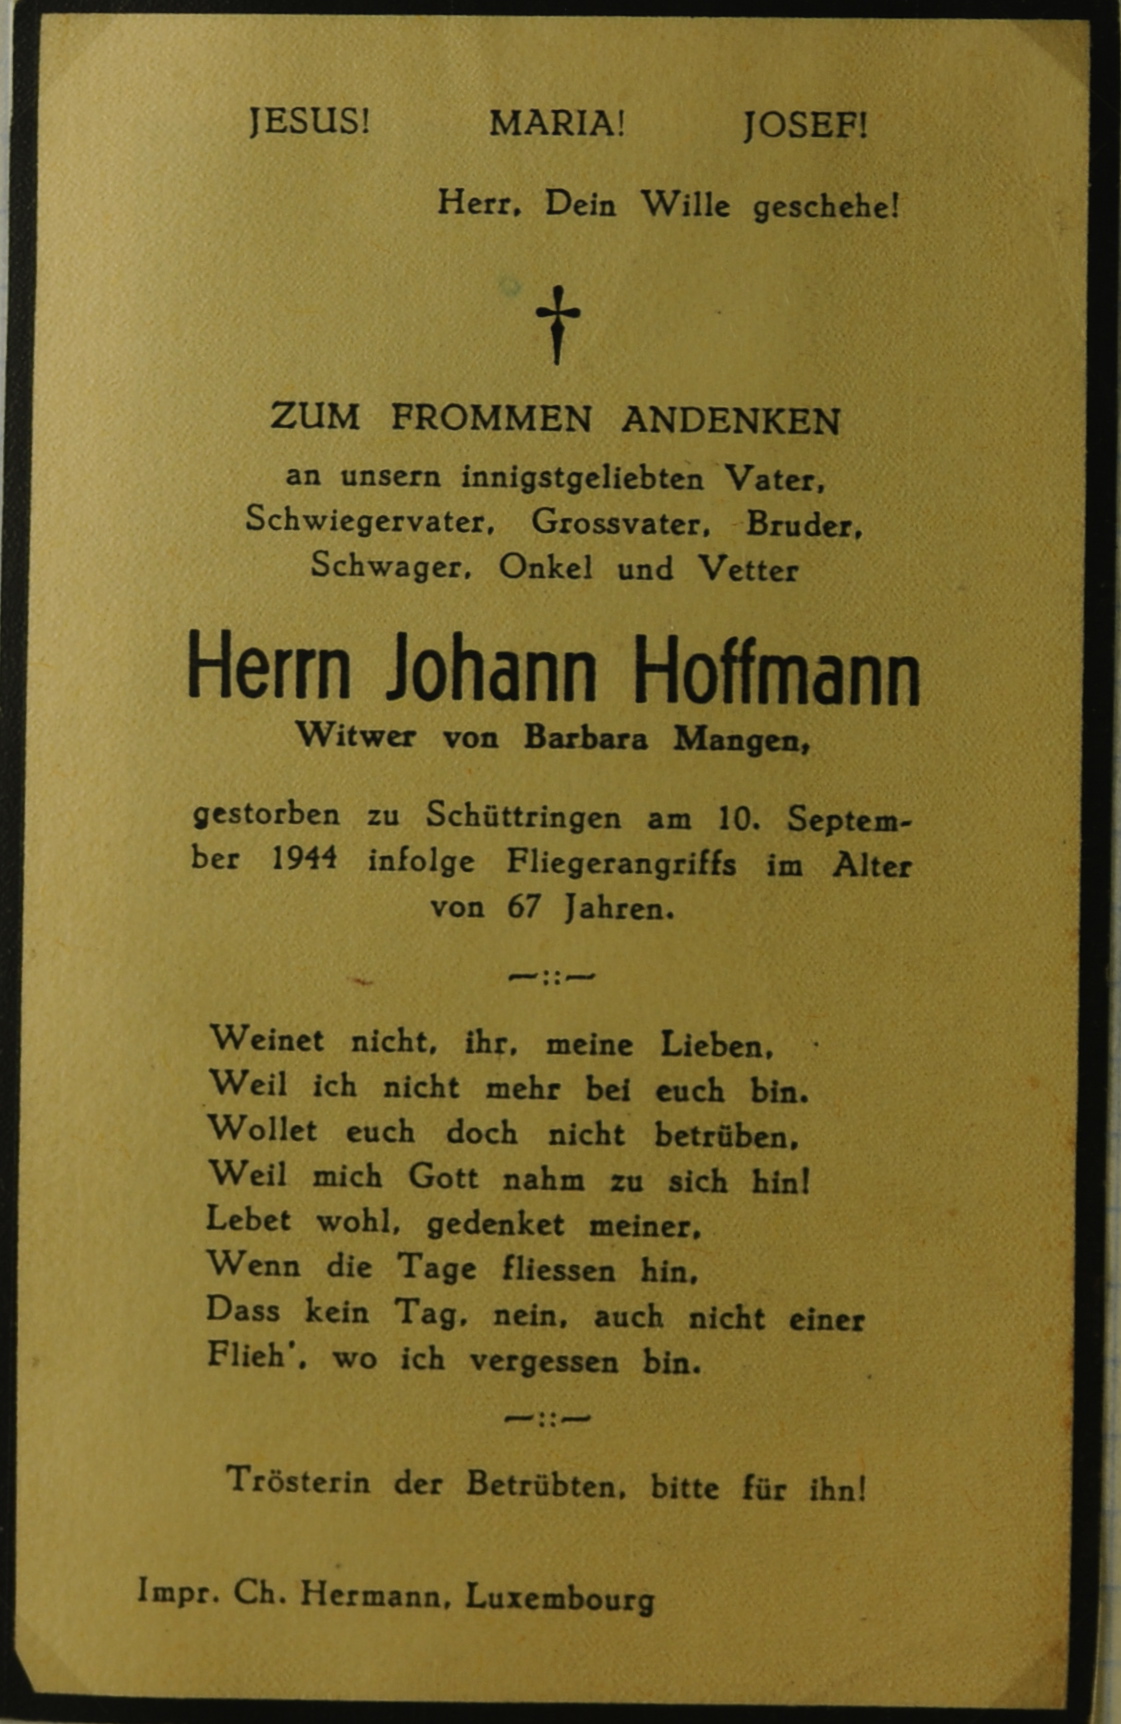 JESUS! MARIA! JOSEF!
Herr, Dein Wille geschehe!
†
ZUM FROMMEN ANDENKEN
an unsern innigstgeliebten Vater,
Schwiegervater, Grossvater, Bruder,
Schwager, Onkel und Vetter
Herrn Johann Hoffmann
Witwer von Barbara Mangen,
gestorben zu Schüttringen am 10. Septem-
ber 1944 infolge Fliegerangriffs im Alter
von 67 Jahren.
—::—
Weinet nicht, ihr, meine Lieben,
Weil ich nicht mehr bei euch bin.
Wollet euch doch nicht betrüben,
Weil mich Gott nahm zu sich hin!
Lebet wohl, gedenket meiner,
Wenn die Tage fliessen hin,
Dass kein Tag, nein, auch nicht einer
Flieh', wo ich vergessen bin.
—::—
Trösterin der Betrübten, bitte für ihn!
Impr. Ch. Hermann, Luxembourg